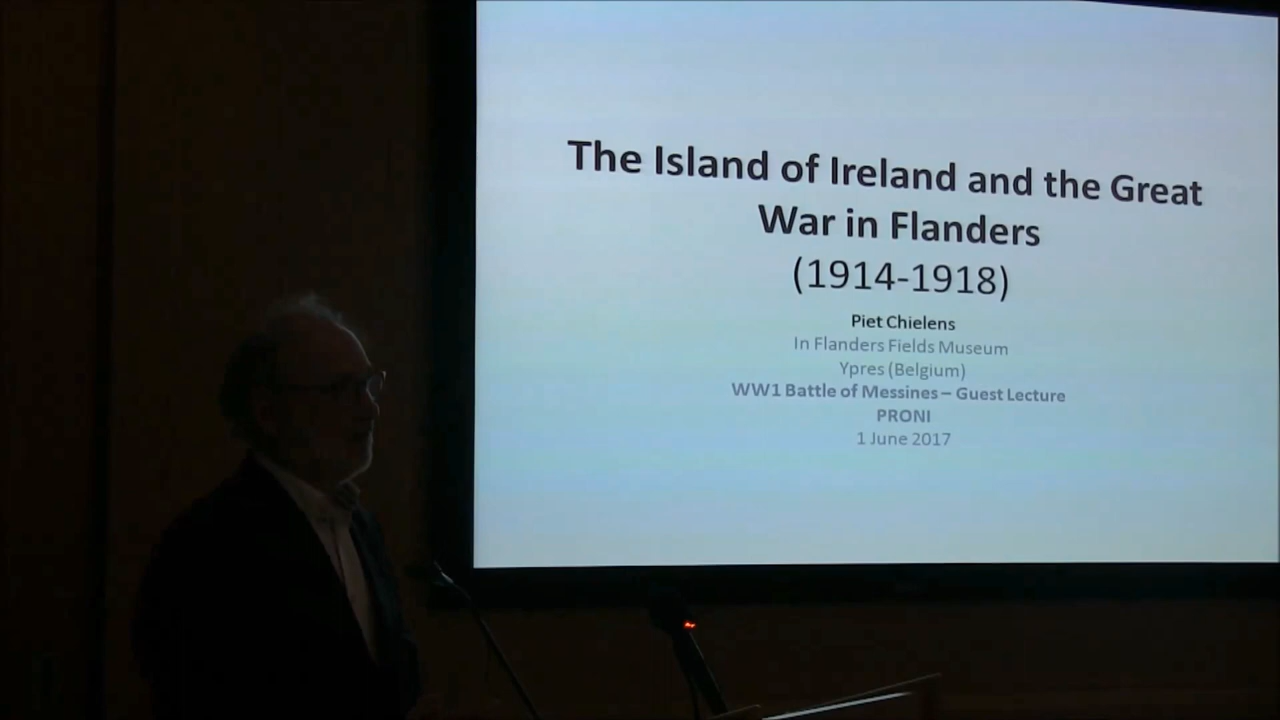 The Island of Ireland and the Great
War in Flanders
(1914-1918)
Piet Chielens
In Flanders Fields Museum
Ypres (Belgium)
WW1 Battle of Messines – Guest Lecture
PRONI
1 June 2017